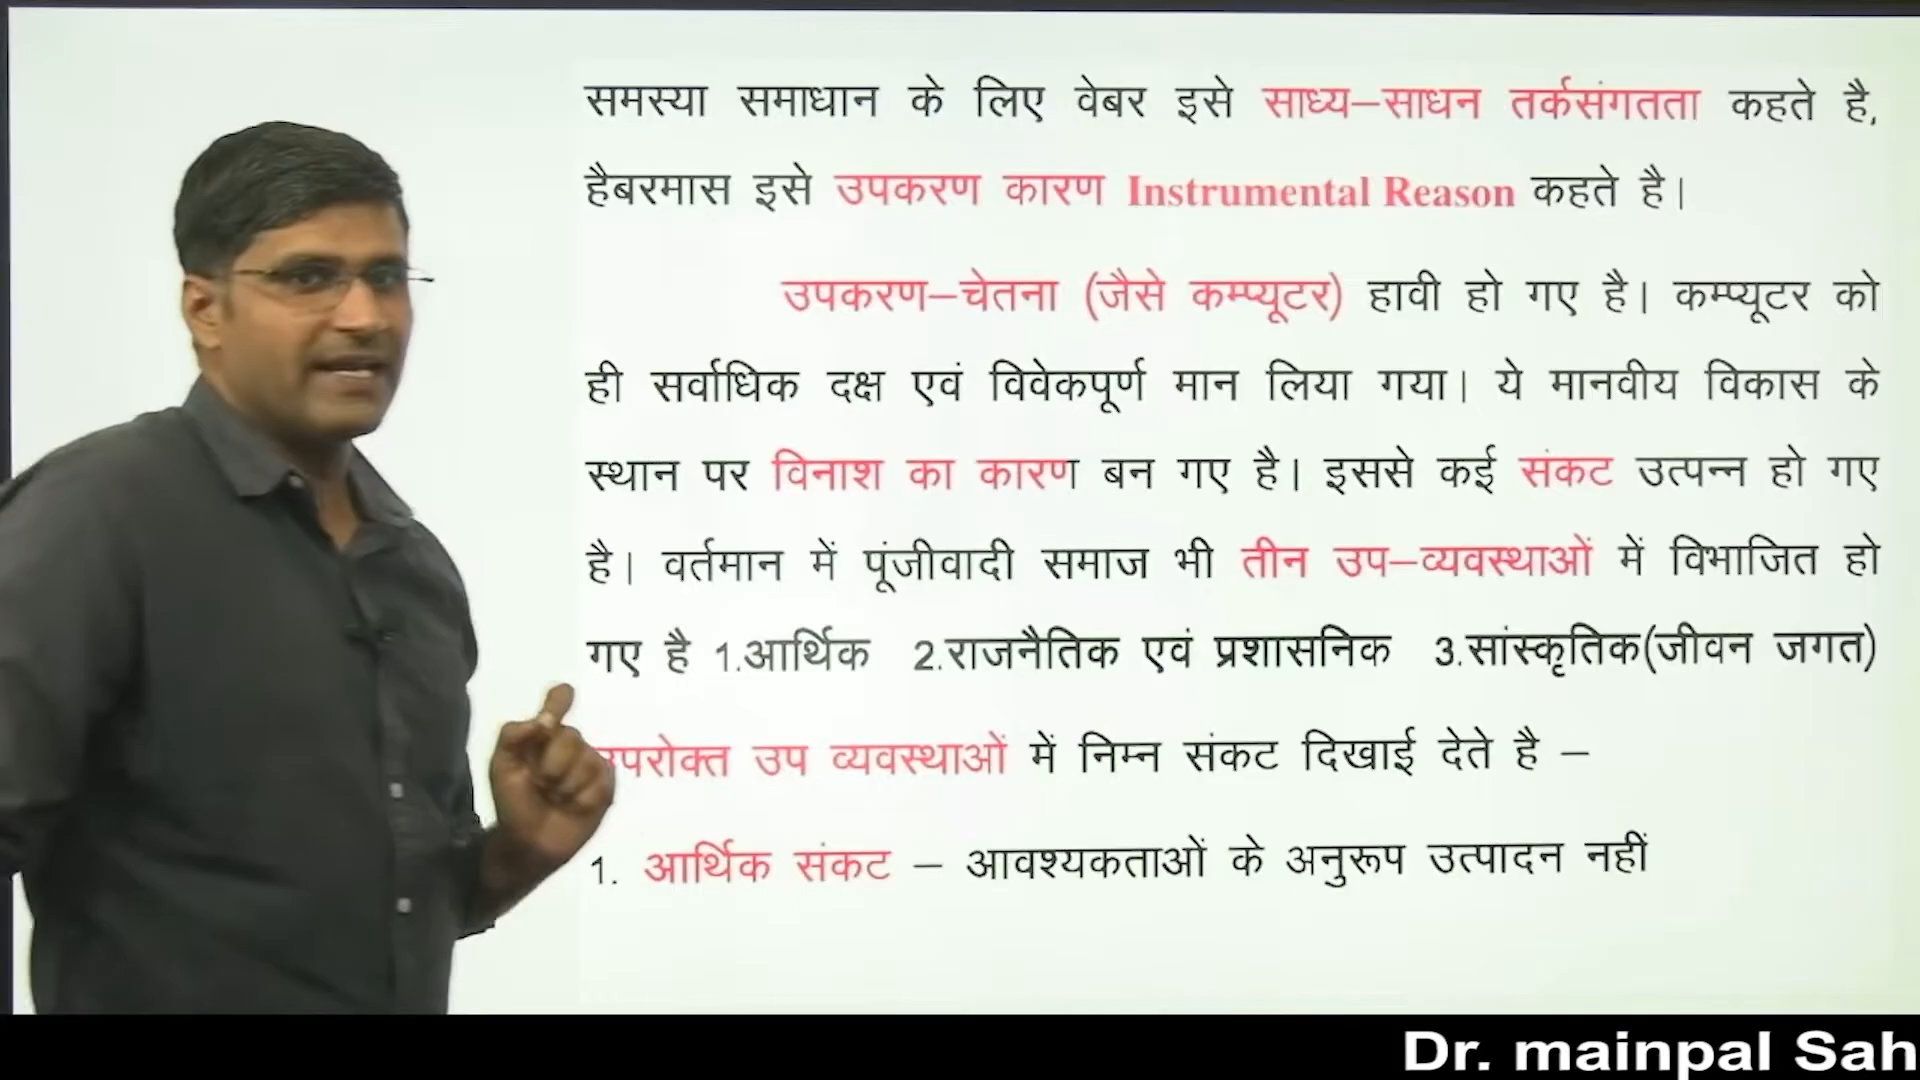 समस्या समाधान के लिए वेबर इसे साध्य–साधन तर्कसंगतता कहते है,
हैबरमास इसे उपकरण कारण Instrumental Reason कहते है।
उपकरण–चेतना (जैसे कम्प्यूटर) हावी हो गए है। कम्प्यूटर को
ही सर्वाधिक दक्ष एवं विवेकपूर्ण मान लिया गया। ये मानवीय विकास के
स्थान पर विनाश का कारण बन गए है। इससे कई संकट उत्पन्न हो गए
है। वर्तमान में पूंजीवादी समाज भी तीन उप–व्यवस्थाओं में विभाजित हो
गए है 1.आर्थिक 2.राजनैतिक एवं प्रशासनिक 3.सांस्कृतिक(जीवन जगत)
उपरोक्त उप व्यवस्थाओं में निम्न संकट दिखाई देते है –
1. आर्थिक संकट – आवश्यकताओं के अनुरूप उत्पादन नहीं
Dr. mainpal Sah